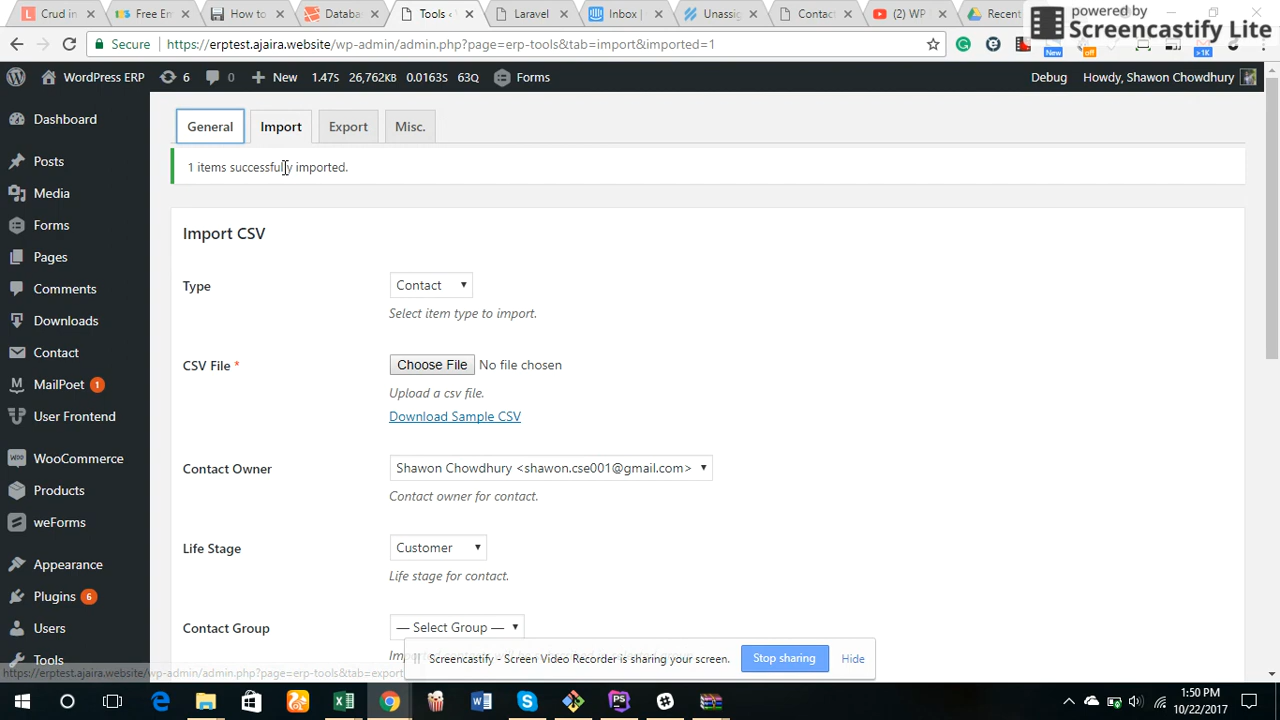 Crud in
Free Em
How to
Datab
Tools ‹
Laravel
Inbox |
Unassig
Contact
(2) WP
Recent
powered by
Screencastify Lite
Secure
https://erptest.ajaira.website/wp-admin/admin.php?page=erp-tools&tab=import&imported=1
New
off
>1K
WordPress ERP
6
0
New
1.47S
26,762KB
0.0163S
63Q
Forms
Debug
Howdy, Shawon Chowdhury
Dashboard
Posts
Media
Forms
Pages
Comments
Downloads
Contact
MailPoet 1
User Frontend
WooCommerce
Products
weForms
Appearance
Plugins 6
Users
Tools
General
Import
Export
Misc.
1 items successfully imported.
Import CSV
Type
Contact
Select item type to import.
CSV File *
Choose File No file chosen
Upload a csv file.
Download Sample CSV
Contact Owner
Shawon Chowdhury <shawon.cse001@gmail.com>
Contact owner for contact.
Life Stage
Customer
Life stage for contact.
Contact Group
— Select Group —
Screencastify - Screen Video Recorder is sharing your screen.
Stop sharing
Hide
https://erptest.ajaira.website/wp-admin/admin.php?page=erp-tools&tab=export
1:50 PM
10/22/2017